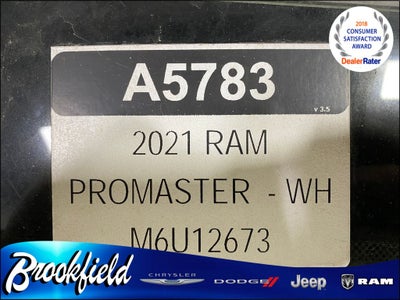 A5783
v 3.5
2018
CONSUMER
SATISFACTION
AWARD
DealerRater
2021 RAM
PROMASTER - WH
M6U12673
Brookfield
CHRYSLER
DODGE
Jeep
RAM